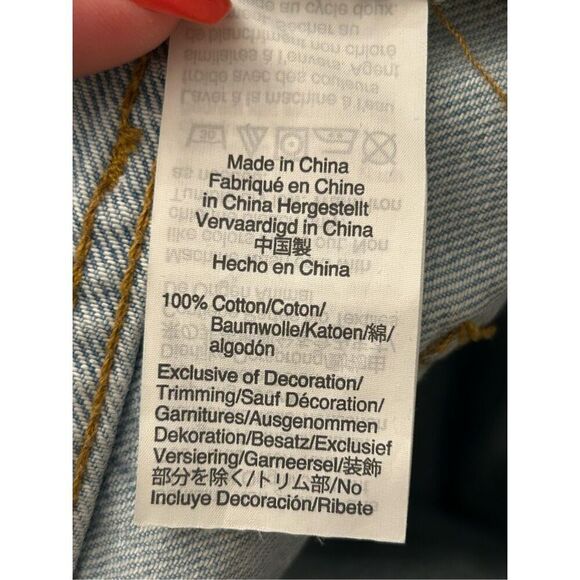 Made in China
Fabriqué en Chine
in China Hergestellt
Vervaardigd in China
中国製
Hecho en China
100% Cotton/Coton/
Baumwolle/Katoen/綿/
algodón
Exclusive of Decoration/
Trimming/Sauf Décoration/
Garnitures/Ausgenommen
Dekoration/Besatz/Exclusief
Versiering/Garneersel/装飾
部分を除く/トリム部/No
Incluye Decoración/Ribete